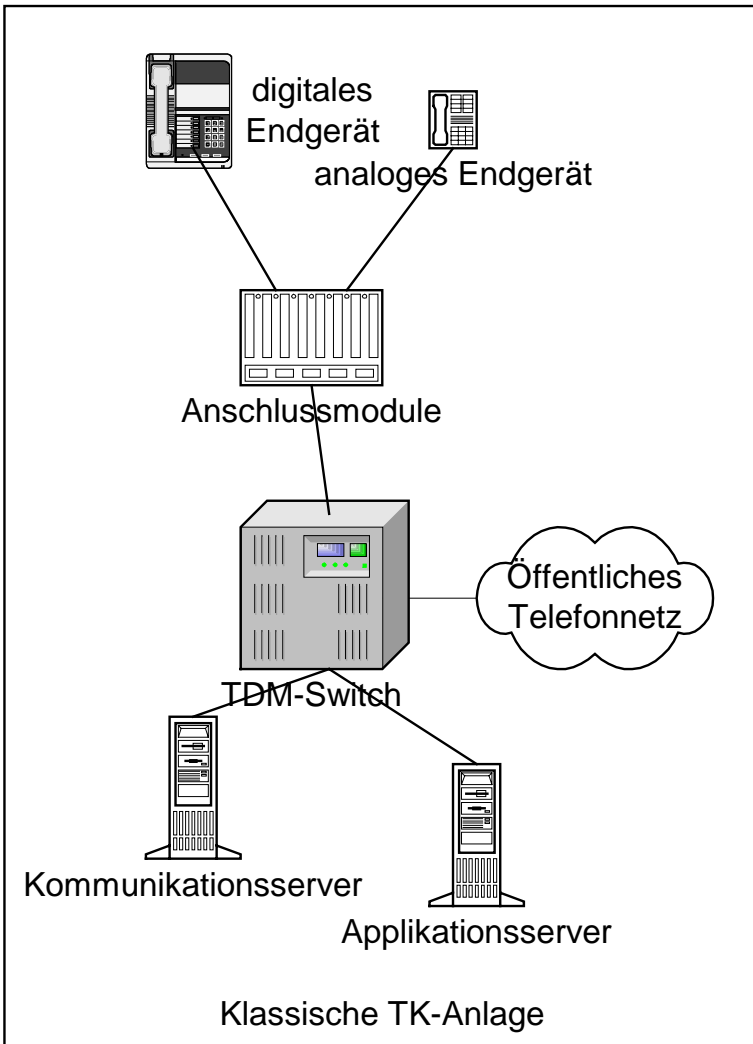 digitales
Endgerät
analoges Endgerät
Anschlussmodule
Öffentliches
Telefonnetz
TDM-Switch
Kommunikationsserver
Applikationsserver
Klassische TK-Anlage